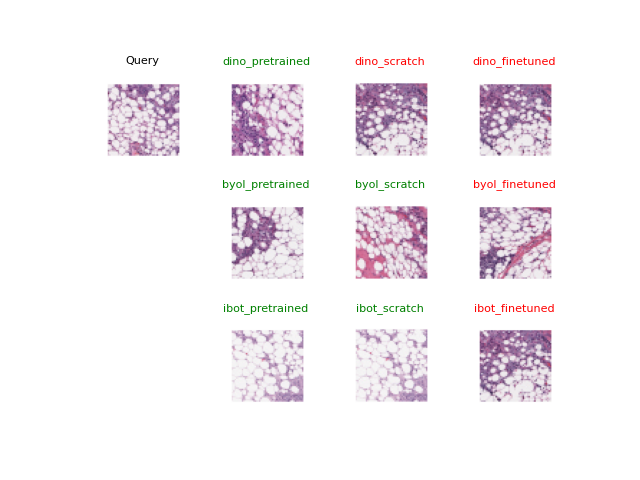 Query dino_pretrained dino_scratch dino_finetuned
byol_pretrained byol_scratch byol_finetuned
ibot_pretrained ibot_scratch ibot_finetuned